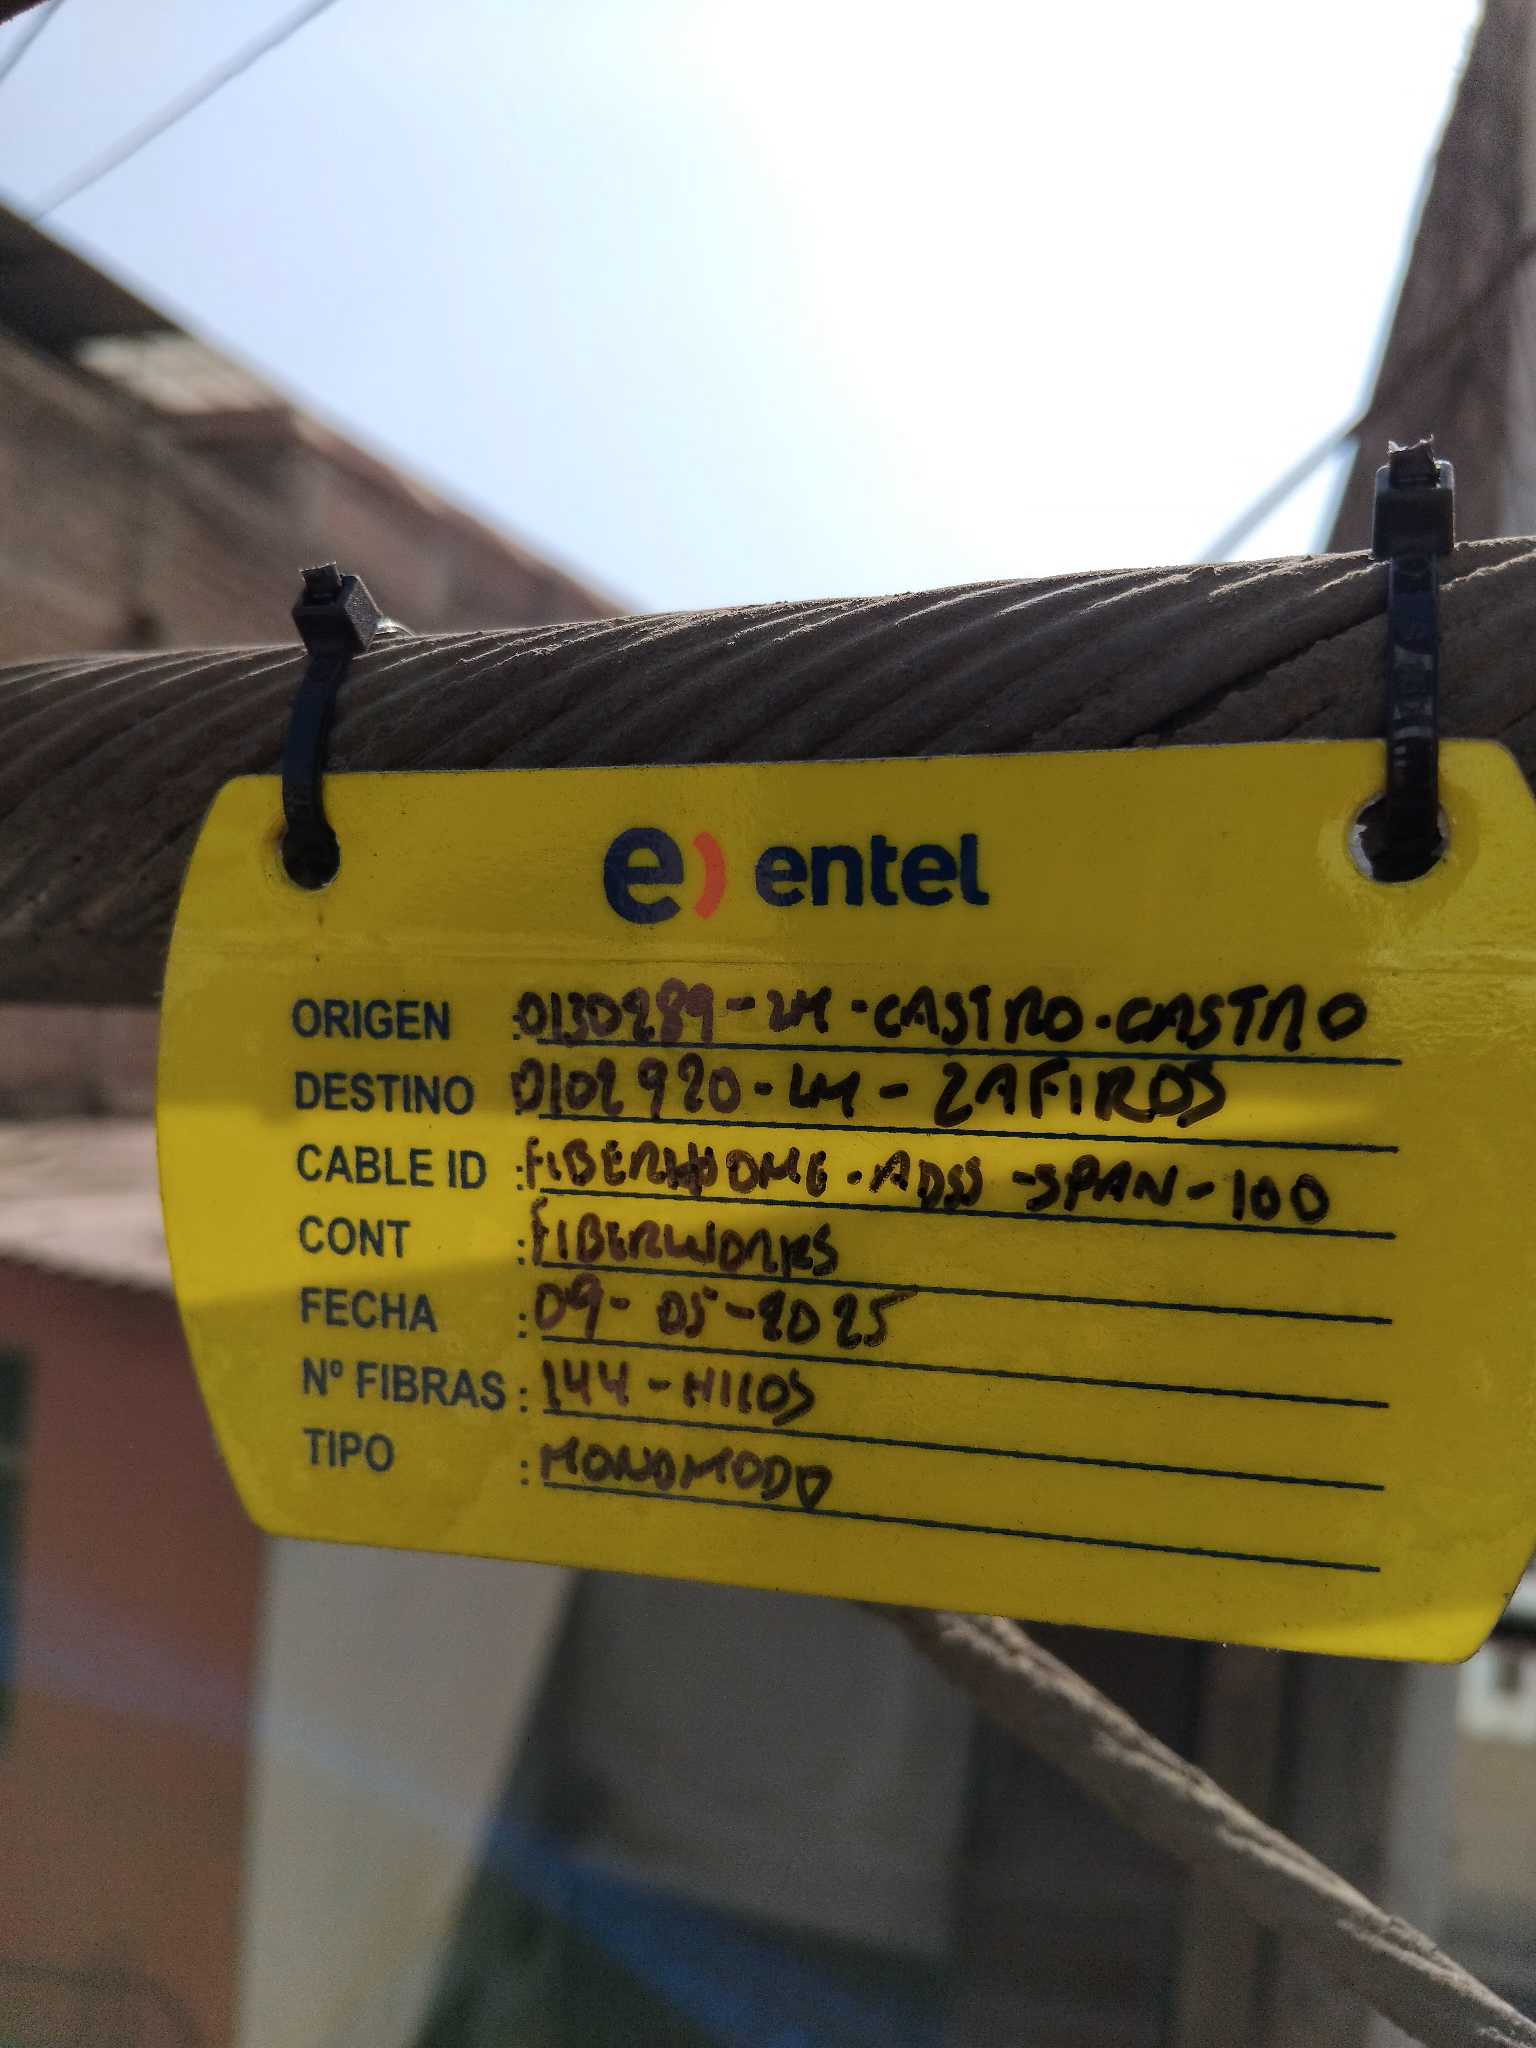 e) entel
ORIGEN :0130289-LM-CASTRO-CASTRO
DESTINO 0102920-LM-ZAFIROS
CABLE ID :FIBERHOME-ADSS-SPAN-100
CONT :FIBERWORKS
FECHA :09-05-2025
Nº FIBRAS: 144-HILOS
TIPO :MONOMODO